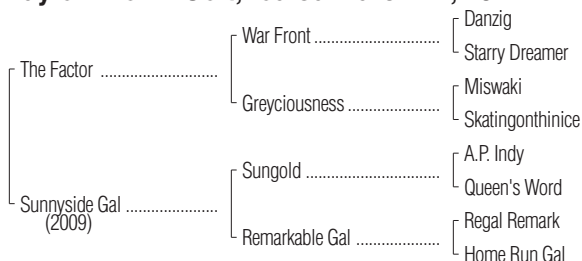 Danzig
War Front ........................
Starry Dreamer
The Factor ......................
Miswaki
Greyciousness ..................
Skatingonthinice
A.P. Indy
Sungold ..........................
Queen's Word
Sunnyside Gal .................
(2009)
Regal Remark
Remarkable Gal ................
Home Run Gal